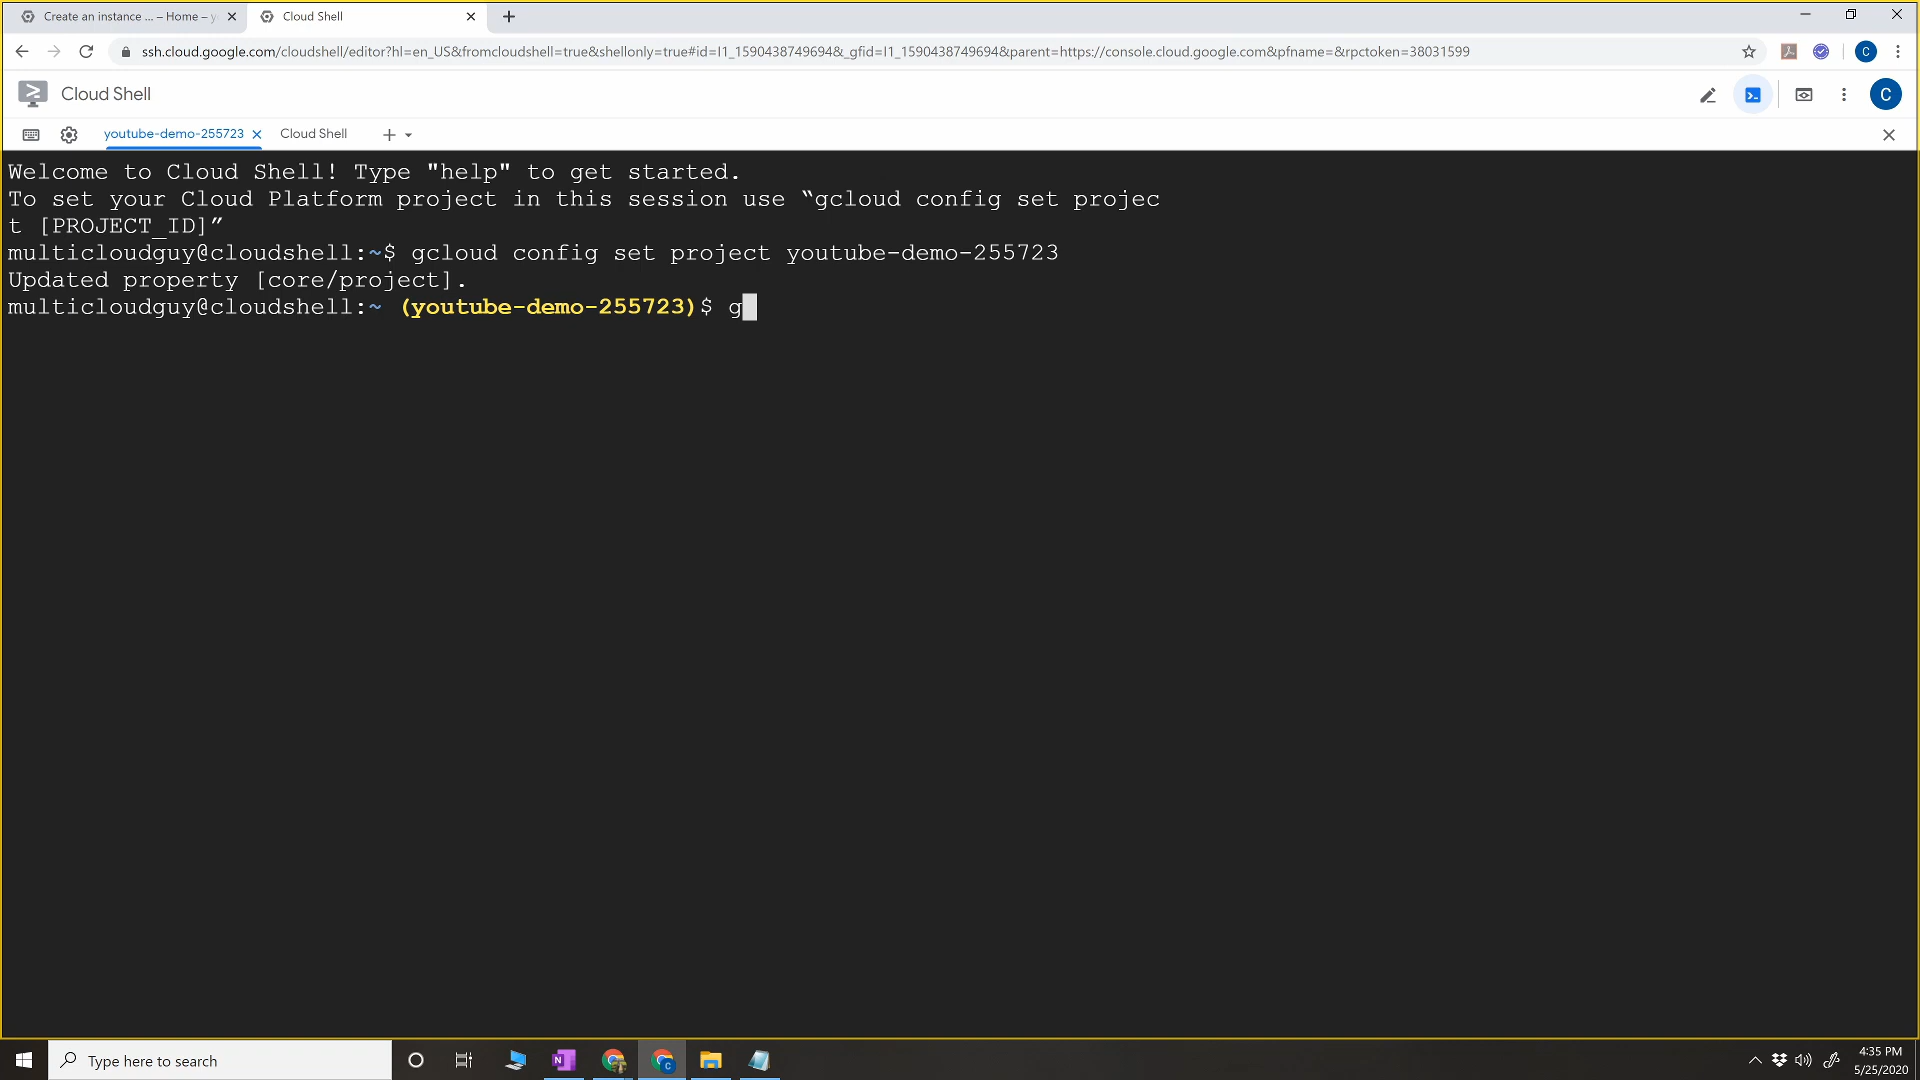 Create an instance ... – Home – y
Cloud Shell
ssh.cloud.google.com/cloudshell/editor?hl=en_US&fromcloudshell=true&shellonly=true#id=I1_1590438749694&_gfid=I1_1590438749694&parent=https://console.cloud.google.com&pfname=&rpctoken=38031599
C
Cloud Shell
C
youtube-demo-255723
Cloud Shell
Welcome to Cloud Shell! Type "help" to get started.
To set your Cloud Platform project in this session use “gcloud config set projec
t [PROJECT_ID]”
multicloudguy@cloudshell:~$ gcloud config set project youtube-demo-255723
Updated property [core/project].
multicloudguy@cloudshell:~ (youtube-demo-255723)$ g
Type here to search
4:35 PM
5/25/2020